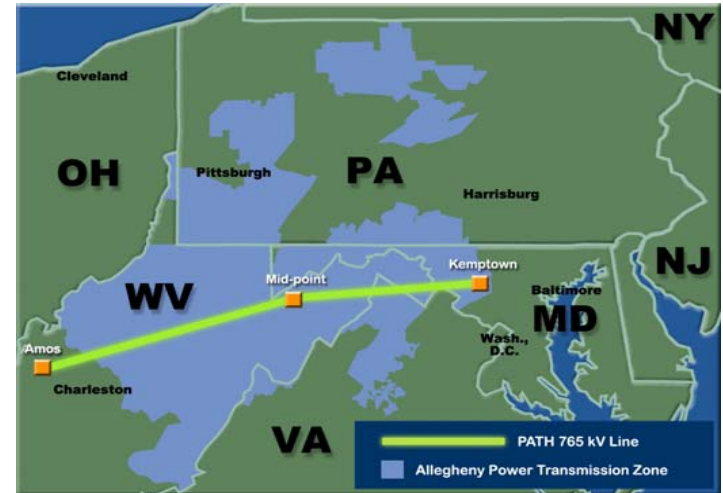 NY
Cleveland
OH
Pittsburgh
PA
Harrisburg
NJ
Kemptown
Mid-point
WV
Baltimore
MD
Wash.,
D.C.
Amos
Charleston
VA
PATH 765 kV Line
Allegheny Power Transmission Zone